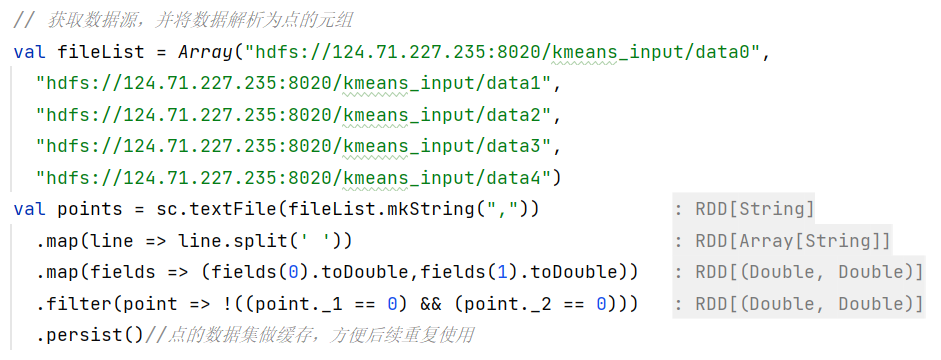 // 获取数据源，并将数据解析为点的元组
val fileList = Array("hdfs://124.71.227.235:8020/kmeans_input/data0",
"hdfs://124.71.227.235:8020/kmeans_input/data1",
"hdfs://124.71.227.235:8020/kmeans_input/data2",
"hdfs://124.71.227.235:8020/kmeans_input/data3",
"hdfs://124.71.227.235:8020/kmeans_input/data4")
val points = sc.textFile(fileList.mkString(",")) : RDD[String]
.map(line => line.split(' ')) : RDD[Array[String]]
.map(fields => (fields(0).toDouble,fields(1).toDouble)) : RDD[(Double, Double)]
.filter(point => !((point._1 == 0) && (point._2 == 0))) : RDD[(Double, Double)]
.persist()//点的数据集做缓存，方便后续重复使用